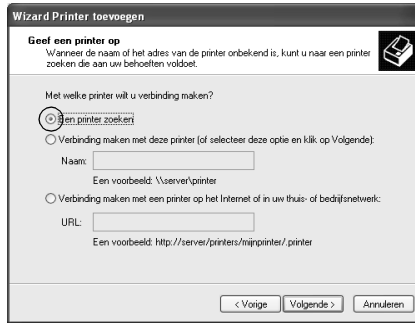 Wizard Printer toevoegen
Geef een printer op
Wanneer de naam of het adres van de printer onbekend is, kunt u naar een printer
zoeken die aan uw behoeften voldoet.
Met welke printer wilt u verbinding maken?
Een printer zoeken
Verbinding maken met deze printer (of selecteer deze optie en klik op Volgende):
Naam:
Een voorbeeld: \\server\printer
Verbinding maken met een printer op het Internet of in uw thuis- of bedrijfsnetwerk:
URL:
Een voorbeeld: http://server/printers/mijnprinter/.printer
< Vorige Volgende > Annuleren